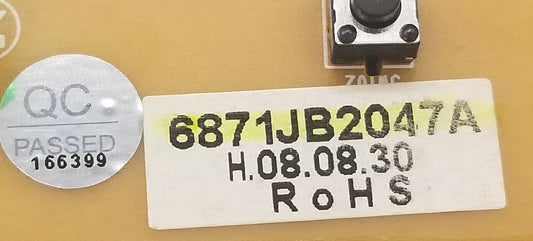 QC
PASSED
166399
6871JB2047A
H.08.08.30
RoHS